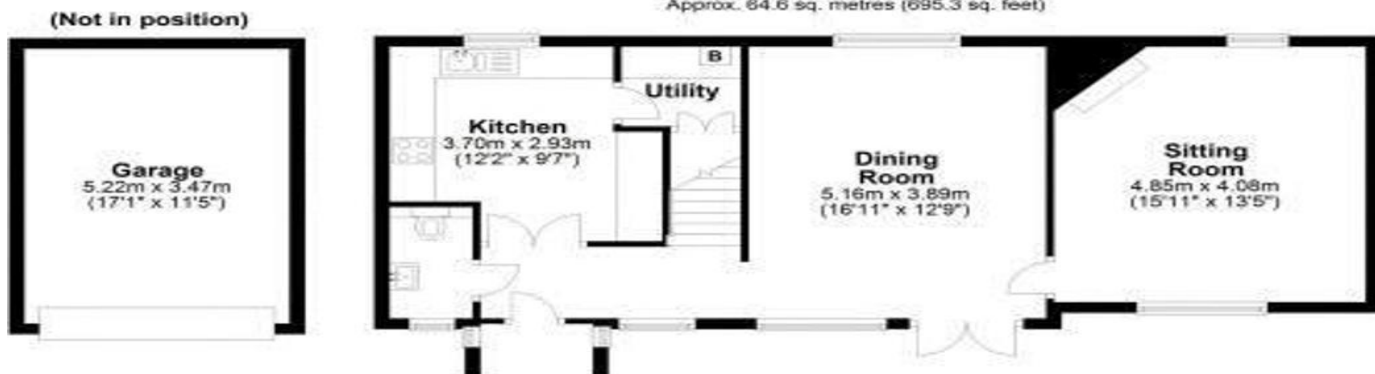 Approx. 64.6 sq. metres (695.3 sq. feet)
(Not in position)
Garage
5.22m x 3.47m
(17'1" x 11'5")
Kitchen
3.70m x 2.93m
(12'2" x 9'7")
B
Utility
Dining
Room
5.16m x 3.89m
(16'11" x 12'9")
Sitting
Room
4.85m x 4.08m
(15'11" x 13'5")